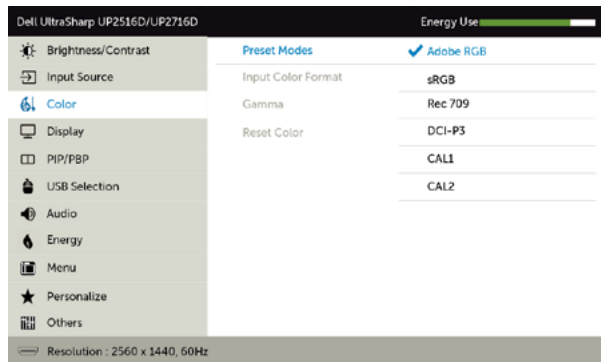 Dell UltraSharp UP2516D/UP2716D Energy Use
Brightness/Contrast Preset Modes Adobe RGB
Input Source Input Color Format sRGB
Color Gamma Rec 709
Display Reset Color DCI-P3
PIP/PBP CAL1
USB Selection CAL2
Audio
Energy
Menu
Personalize
Others
Resolution : 2560 x 1440, 60Hz